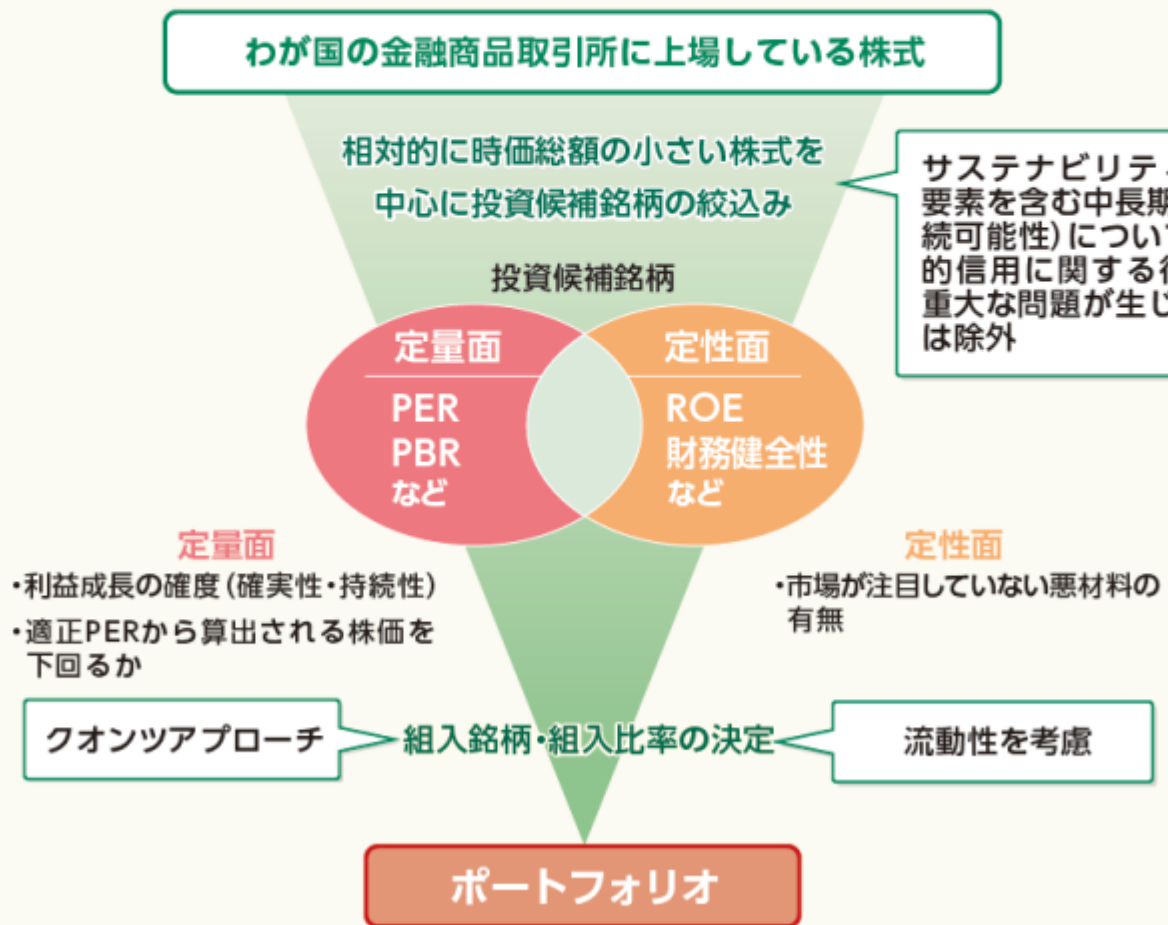 わが国の金融商品取引所に上場している株式
相対的に時価総額の小さい株式を
中心に投資候補銘柄の絞込み
サステナビリティ
要素を含む中長期
続可能性)につい
的信用に関する
重大な問題が生じ
は除外
投資候補銘柄
定量面
PER
PBR
など
定性面
ROE
財務健全性
など
定量面
・利益成長の確度(確実性・持続性)
・適正PERから算出される株価を
下回るか
定性面
・市場が注目していない悪材料の
有無
クオンツアプローチ
組入銘柄・組入比率の決定
流動性を考慮
ポートフォリオ